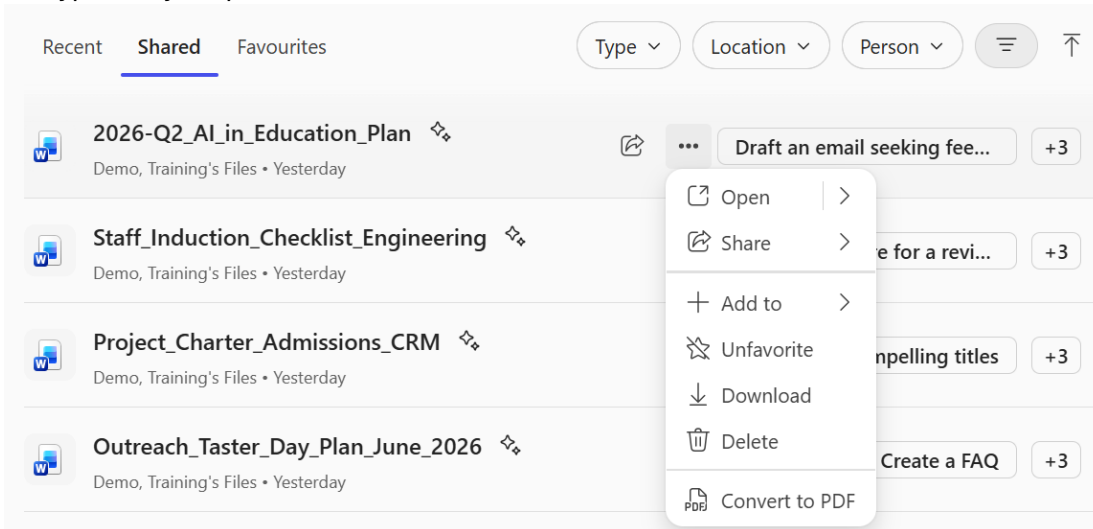 Recent Shared Favourites Type Location Person
2026-Q2_AI_in_Education_Plan Draft an email seeking fee... +3
Demo, Training's Files • Yesterday
Open
Share
Staff_Induction_Checklist_Engineering for a revi... +3
Demo, Training's Files • Yesterday
Add to
Project_Charter_Admissions_CRM titles +3
Unfavorite
Demo, Training's Files • Yesterday
Download
Delete
Outreach_Taster_Day_Plan_June_2026 Create a FAQ +3
Demo, Training's Files • Yesterday
PDF Convert to PDF